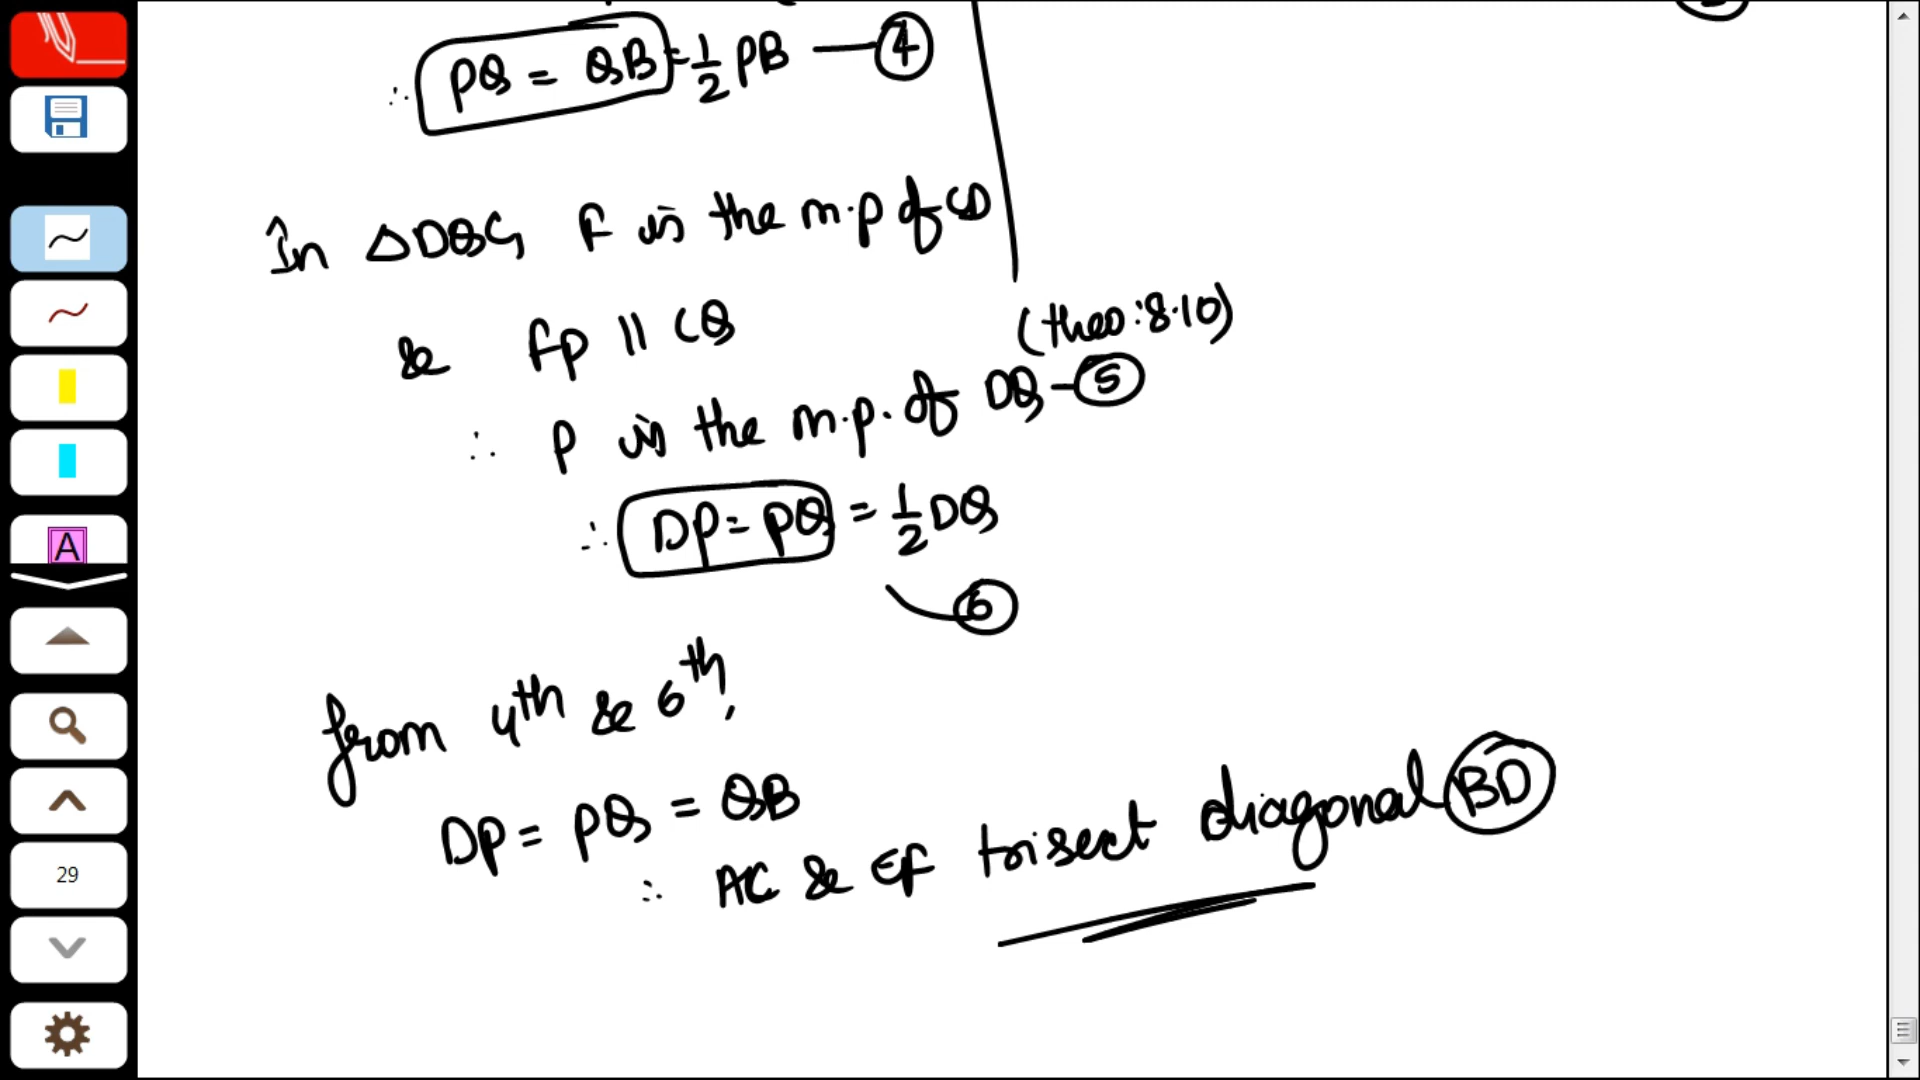 ∴ PQ = QB = 1/2 PB — 4
In △DQC, F is the m.p of CD
& FP || CQ
(theo: 8.10)
∴ P is the m.p. of DQ — 5
∴ DP = PQ = 1/2 DQ
6
from 4th & 6th,
DP = PQ = QB
∴ AC & EF trisect diagonal BD
A
29